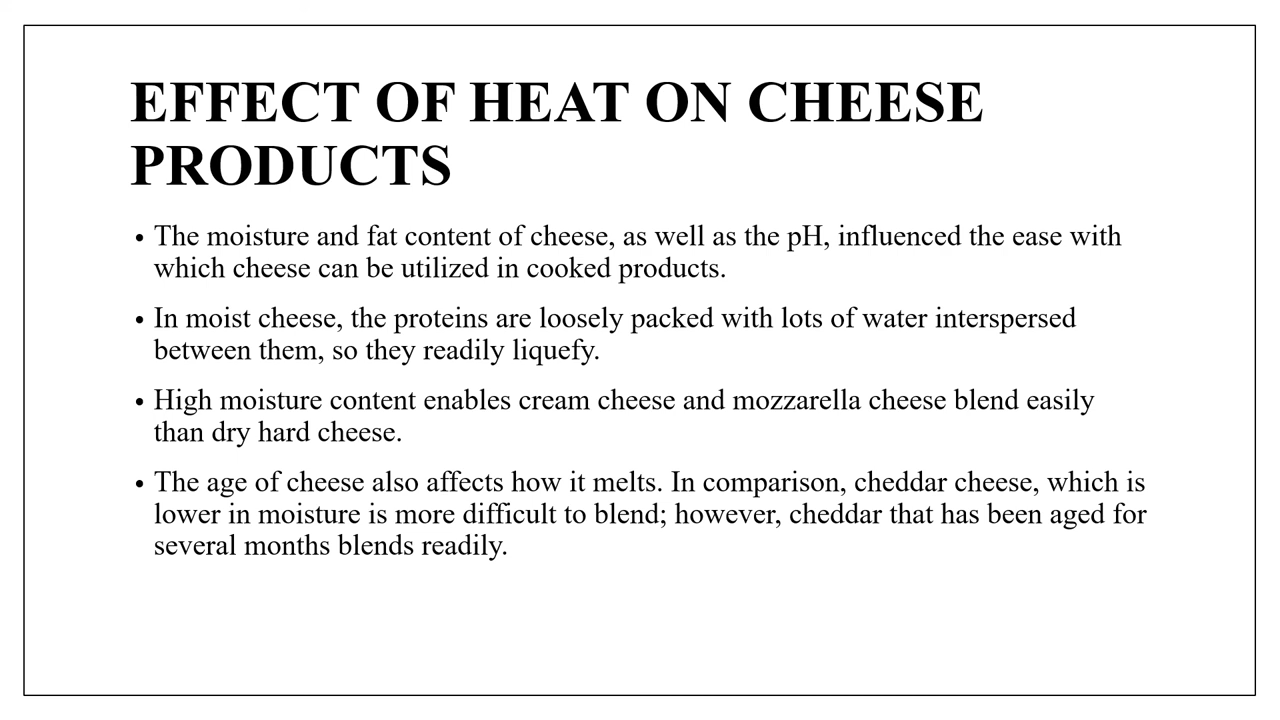 EFFECT OF HEAT ON CHEESE
PRODUCTS
• The moisture and fat content of cheese, as well as the pH, influenced the ease with
which cheese can be utilized in cooked products.
• In moist cheese, the proteins are loosely packed with lots of water interspersed
between them, so they readily liquefy.
• High moisture content enables cream cheese and mozzarella cheese blend easily
than dry hard cheese.
• The age of cheese also affects how it melts. In comparison, cheddar cheese, which is
lower in moisture is more difficult to blend; however, cheddar that has been aged for
several months blends readily.